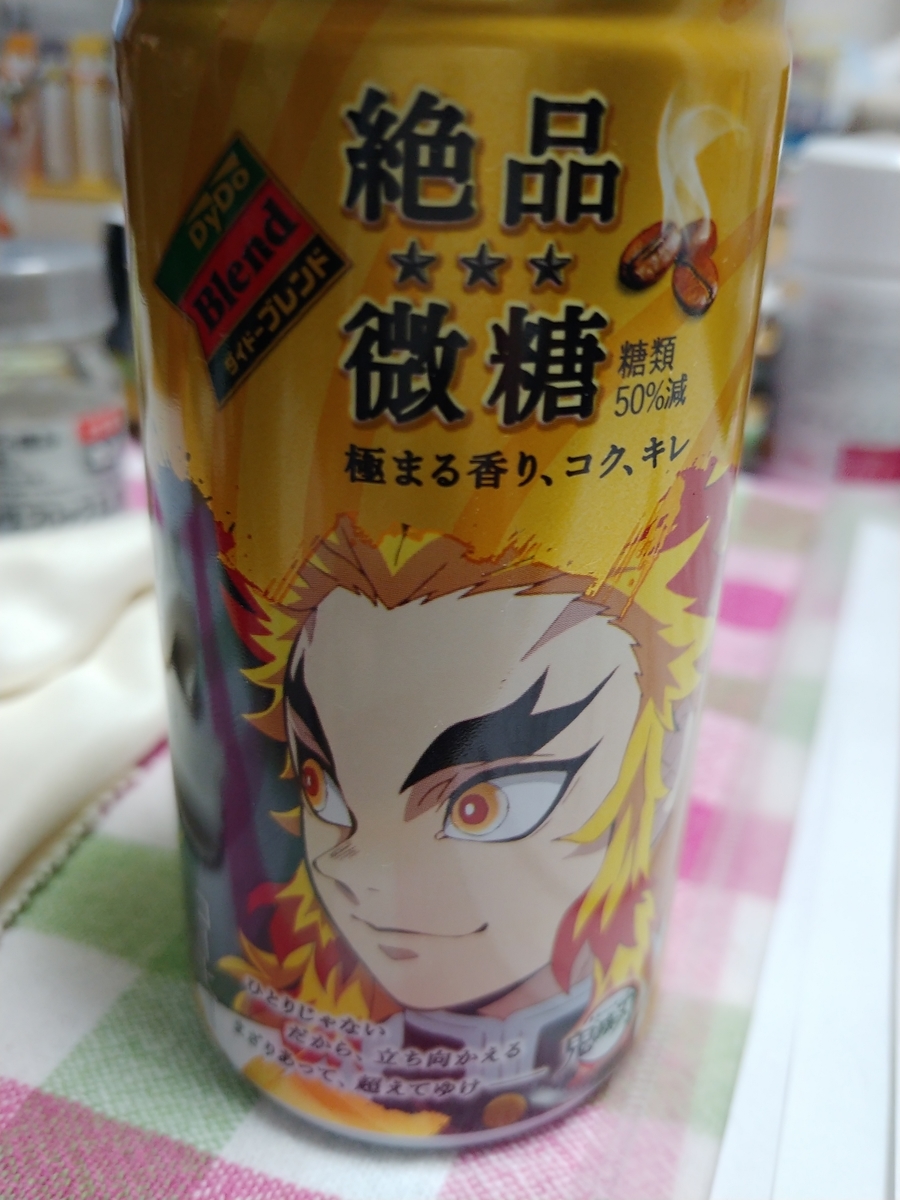 絶品
★★★
微糖
糖類
50%減
極まる香り、コク、キレ
DyDo
Blend
ダイドーブレンド
ひとりじゃない
だから、立ち向かえる
まざりあって、超えてゆけ